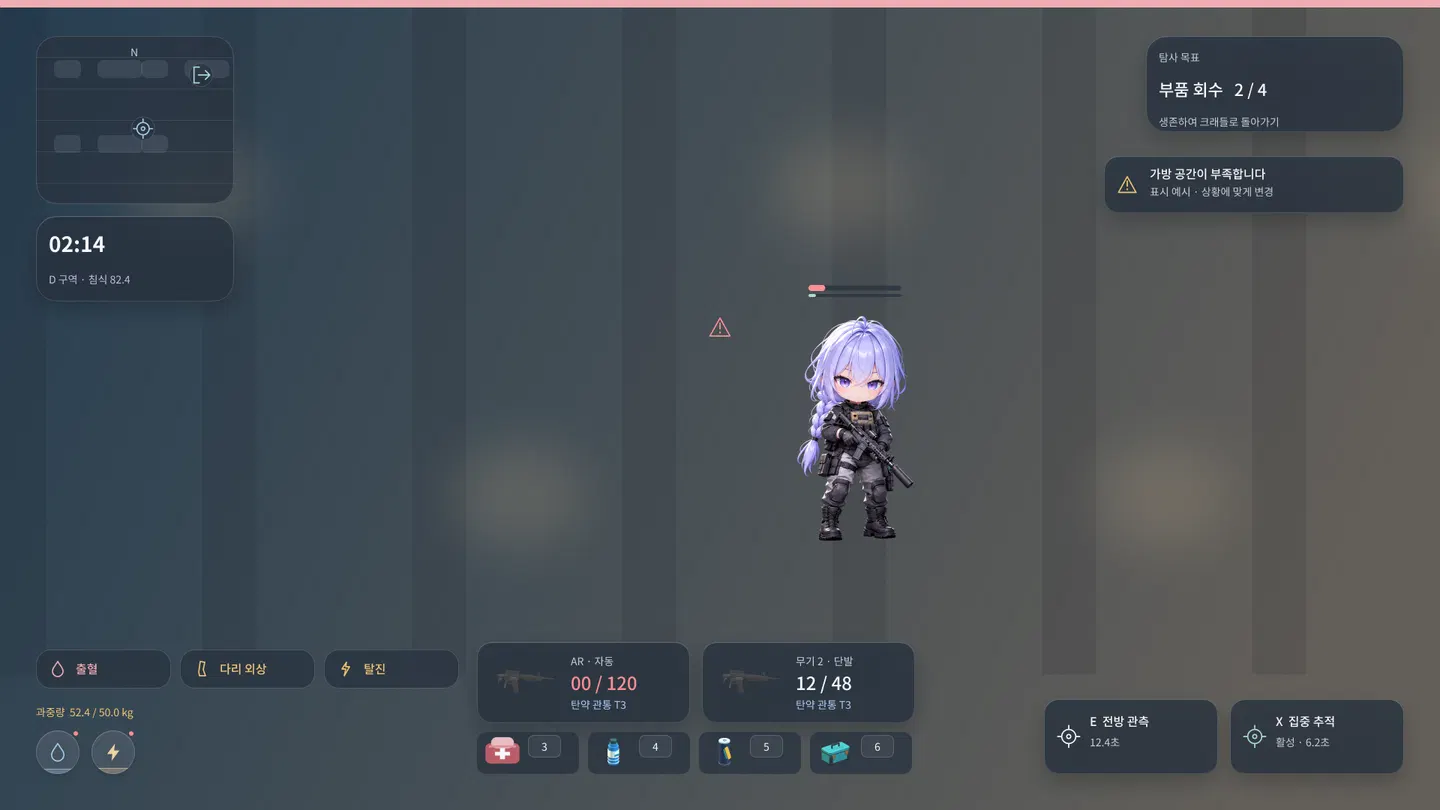 N
탐사 목표
부품 회수 2 / 4
생존하여 크래들로 돌아가기
가방 공간이 부족합니다
표시 예시 · 상황에 맞게 변경
02:14
D 구역 · 침식 82.4
출혈
다리 외상
탈진
과중량 52.4 / 50.0 kg
AR · 자동
00 / 120
탄약 관통 T3
무기 2 · 단발
12 / 48
탄약 관통 T3
3
4
5
6
E 전방 관측
12.4초
X 집중 추적
활성 · 6.2초